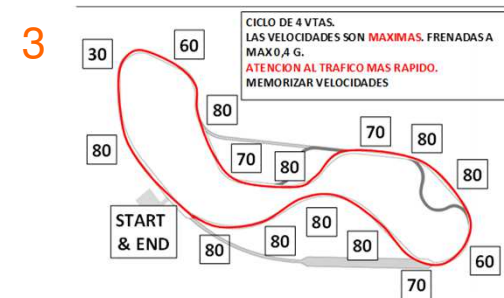 3
CICLO DE 4 VTAS.
LAS VELOCIDADES SON MAXIMAS. FRENADAS A
MAX 0,4 G.
ATENCION AL TRAFICO MAS RAPIDO.
MEMORIZAR VELOCIDADES
30
60
80
70
80
70
80
80
80
START
& END
80
80
80
80
60
70